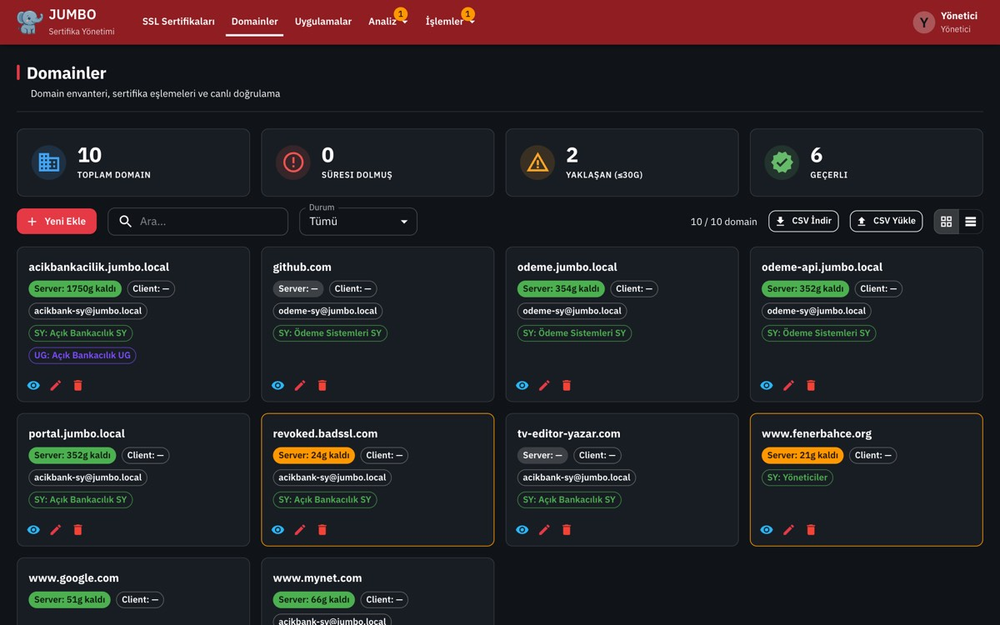 JUMBO
Sertifika Yönetimi
SSL Sertifikaları
Domainler
Uygulamalar
Analiz
1
İşlemler
1
Y
Yönetici
Yönetici
Domainler
Domain envanteri, sertifika eşlemeleri ve canlı doğrulama
10
TOPLAM DOMAIN
0
SÜRESI DOLMUŞ
2
YAKLAŞAN (≤30G)
6
GEÇERLI
Yeni Ekle
Ara...
Durum
Tümü
10 / 10 domain
CSV İndir
CSV Yükle
acikbankacilik.jumbo.local
Server: 1750g kaldı Client: —
acikbank-sy@jumbo.local
SY: Açık Bankacılık SY
UG: Açık Bankacılık UG
github.com
Server: — Client: —
odeme-sy@jumbo.local
SY: Ödeme Sistemleri SY
odeme.jumbo.local
Server: 354g kaldı Client: —
odeme-sy@jumbo.local
SY: Ödeme Sistemleri SY
odeme-api.jumbo.local
Server: 352g kaldı Client: —
odeme-sy@jumbo.local
SY: Ödeme Sistemleri SY
portal.jumbo.local
Server: 352g kaldı Client: —
acikbank-sy@jumbo.local
SY: Açık Bankacılık SY
revoked.badssl.com
Server: 24g kaldı Client: —
acikbank-sy@jumbo.local
SY: Açık Bankacılık SY
tv-editor-yazar.com
Server: — Client: —
acikbank-sy@jumbo.local
SY: Açık Bankacılık SY
www.fenerbahce.org
Server: 21g kaldı Client: —
SY: Yöneticiler
www.google.com
Server: 51g kaldı Client: —
www.mynet.com
Server: 66g kaldı Client: —
acikbank-sy@jumbo.local